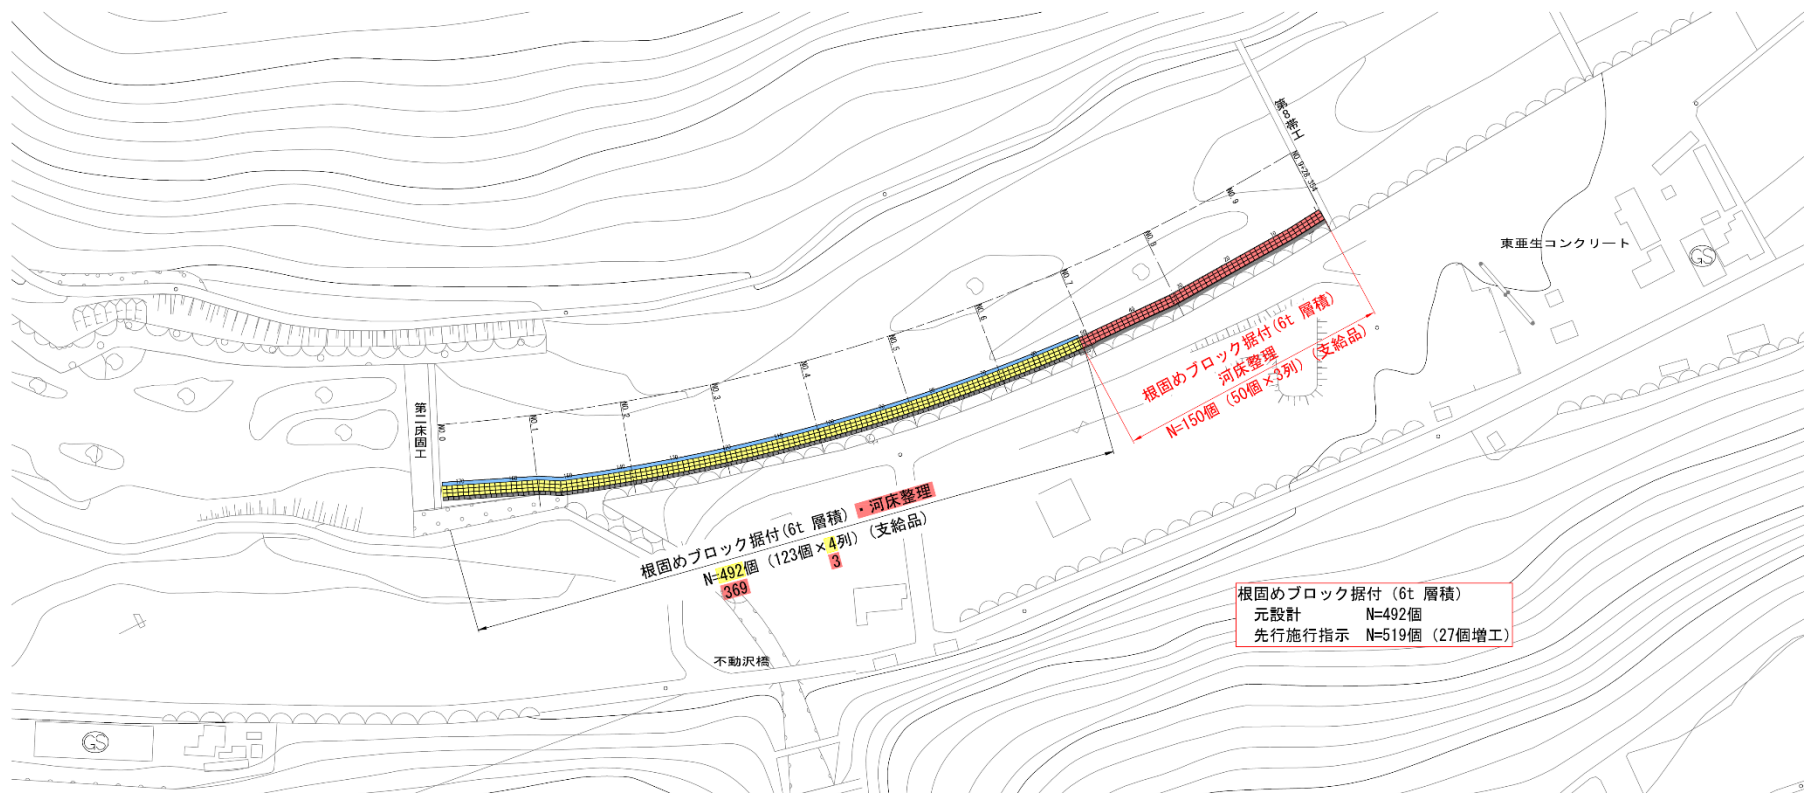 第8帯工
NO.9+28.364
NO.9
NO.8
NO.7
NO.6
NO.5
NO.4
NO.3
NO.2
NO.1
NO.0
第二床固工
東亜生コンクリート
GS
根固めブロック据付(6t 層積)
河床整理
N=150個 (50個×3列) (支給品)
根固めブロック据付(6t 層積)・河床整理
N=492個 (123個×4列) (支給品)
369 3
不動沢橋
根固めブロック据付 (6t 層積)
元設計 N=492個
先行施行指示 N=519個 (27個増工)
GS